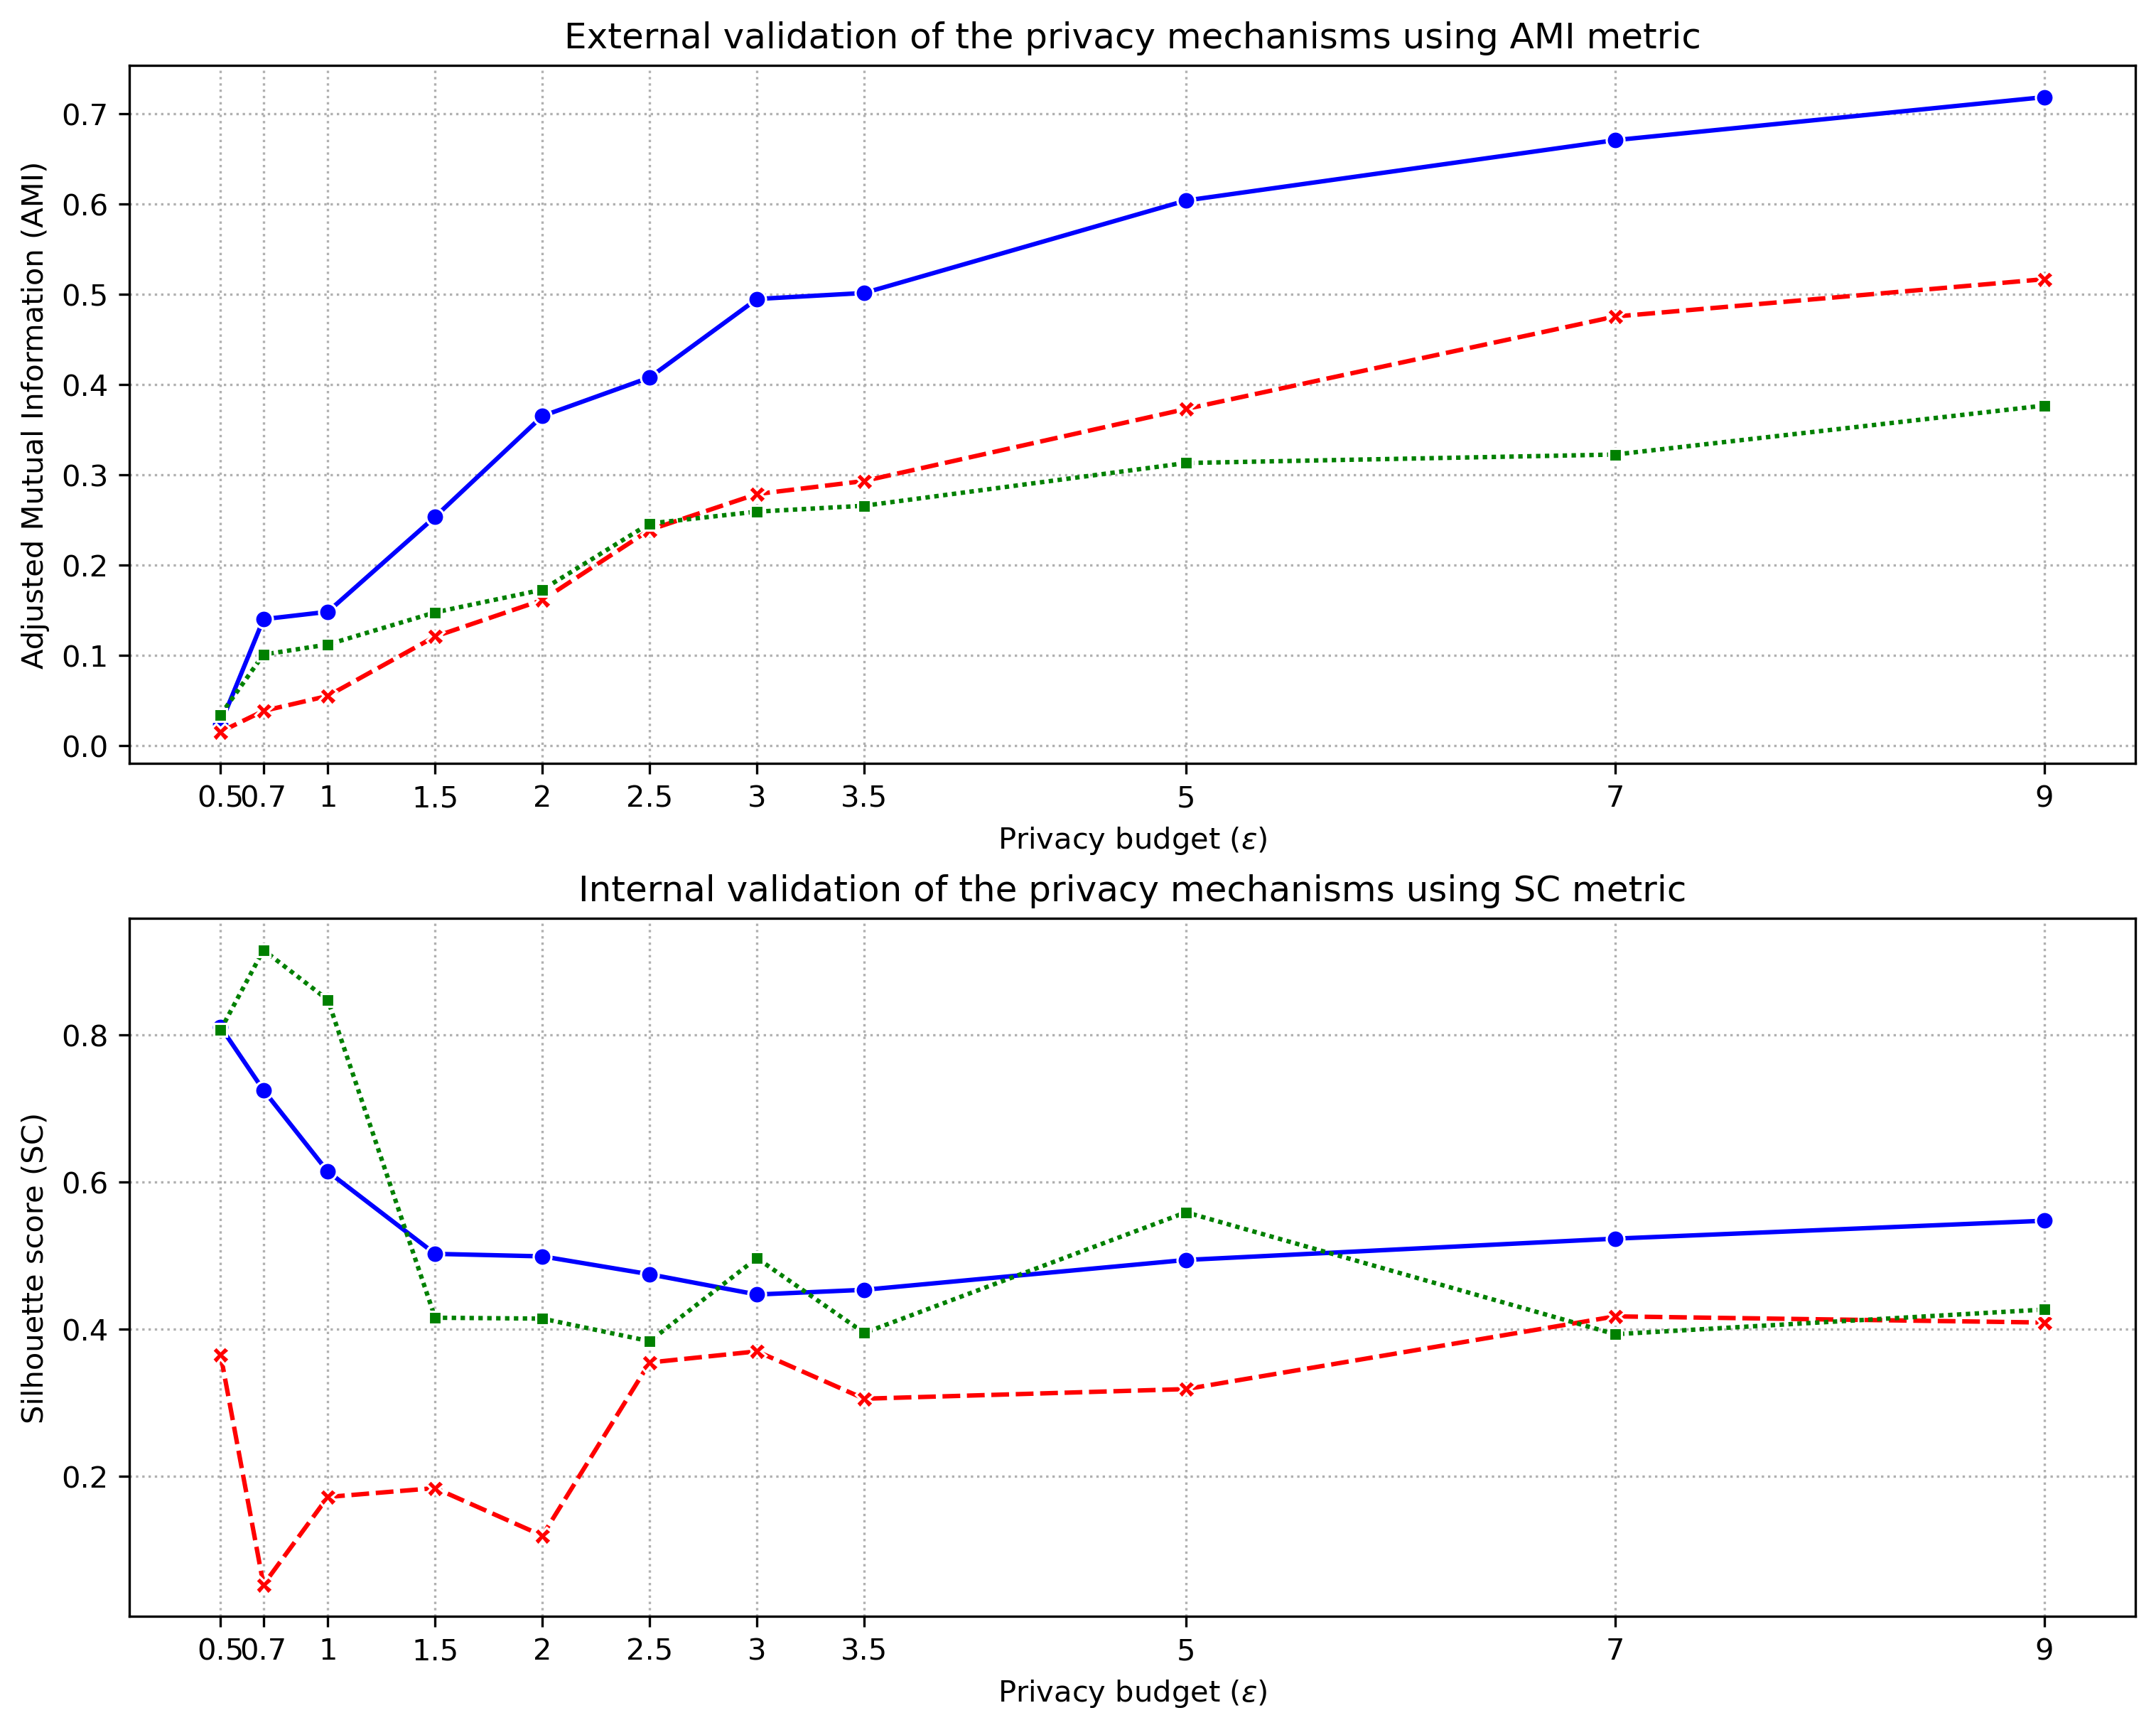 External validation of the privacy mechanisms using AMI metric
Adjusted Mutual Information (AMI)
0.7
0.6
0.5
0.4
0.3
0.2
0.1
0.0
0.5 0.7 1 1.5 2 2.5 3 3.5 5 7 9
Privacy budget (ε)
Internal validation of the privacy mechanisms using SC metric
Silhouette score (SC)
0.8
0.6
0.4
0.2
0.5 0.7 1 1.5 2 2.5 3 3.5 5 7 9
Privacy budget (ε)